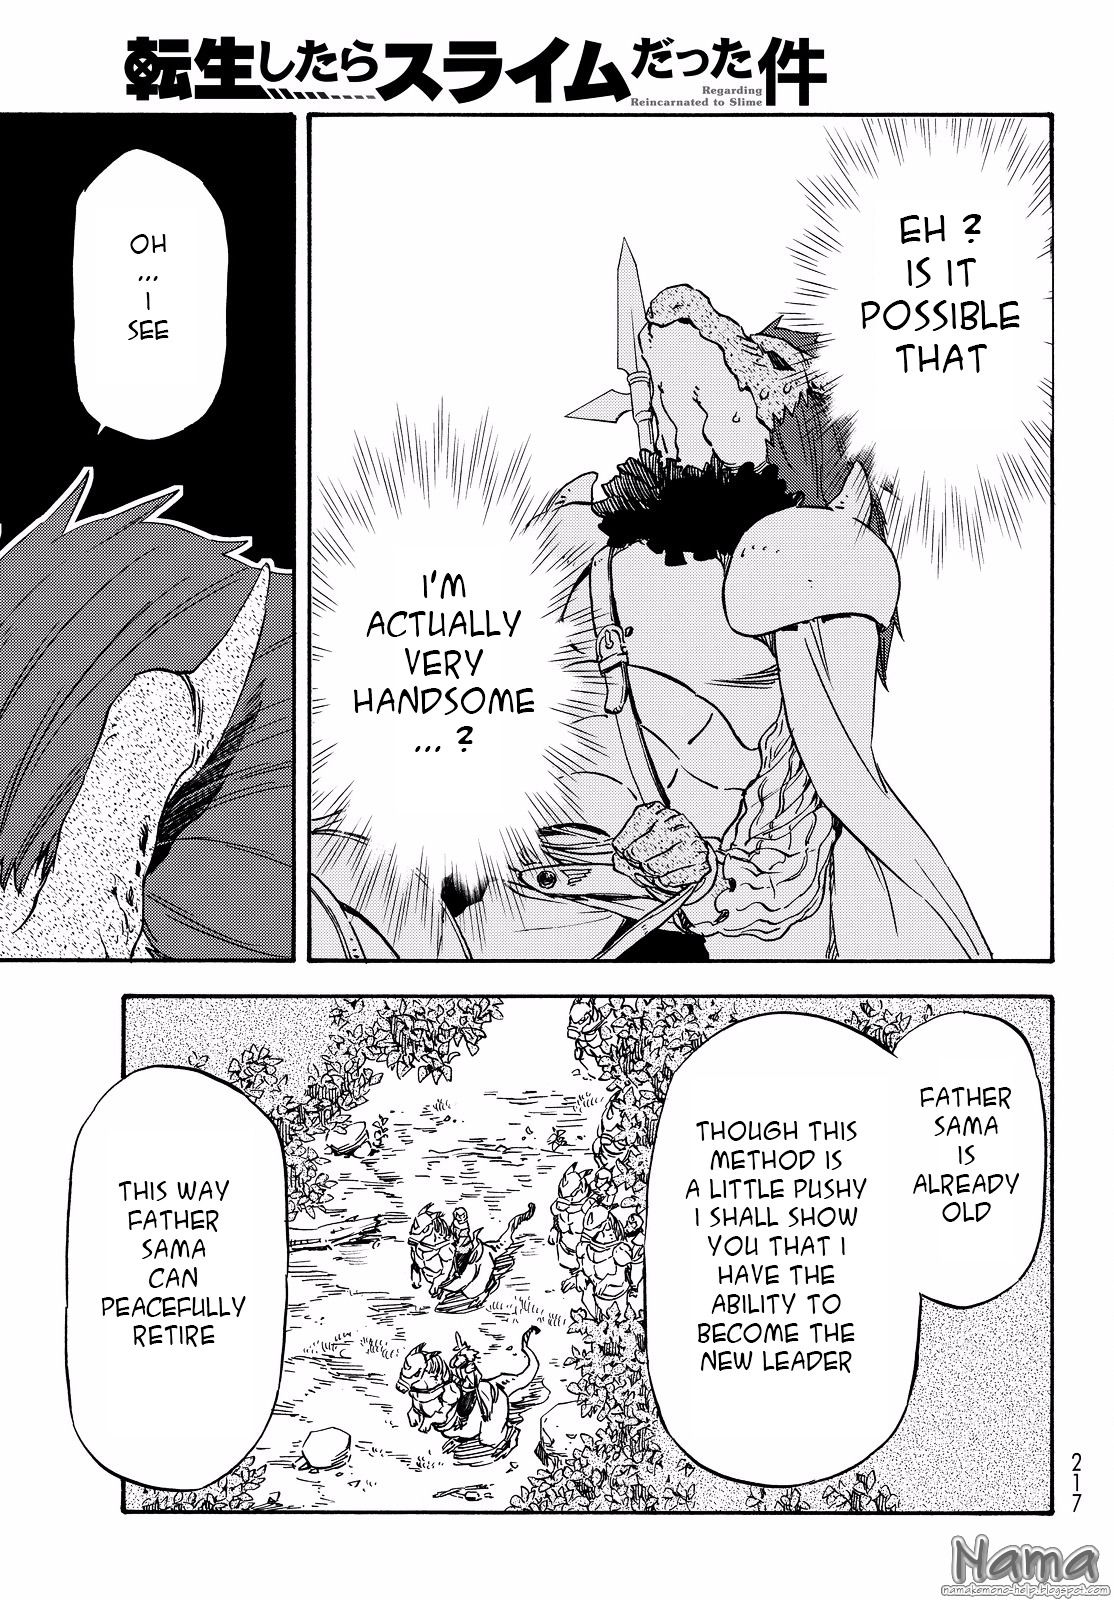 転生したらスライムだった件
Regarding
Reincarnated to Slime
EH ?
IS IT
POSSIBLE
THAT
I'M
ACTUALLY
VERY
HANDSOME
... ?
OH
...
I
SEE
FATHER
SAMA
IS
ALREADY
OLD
THOUGH THIS
METHOD IS
A LITTLE PUSHY
I SHALL SHOW
YOU THAT I
HAVE THE
ABILITY TO
BECOME THE
NEW LEADER
THIS WAY
FATHER
SAMA
CAN
PEACEFULLY
RETIRE
217
Nama
namakemono-help.blogspot.com